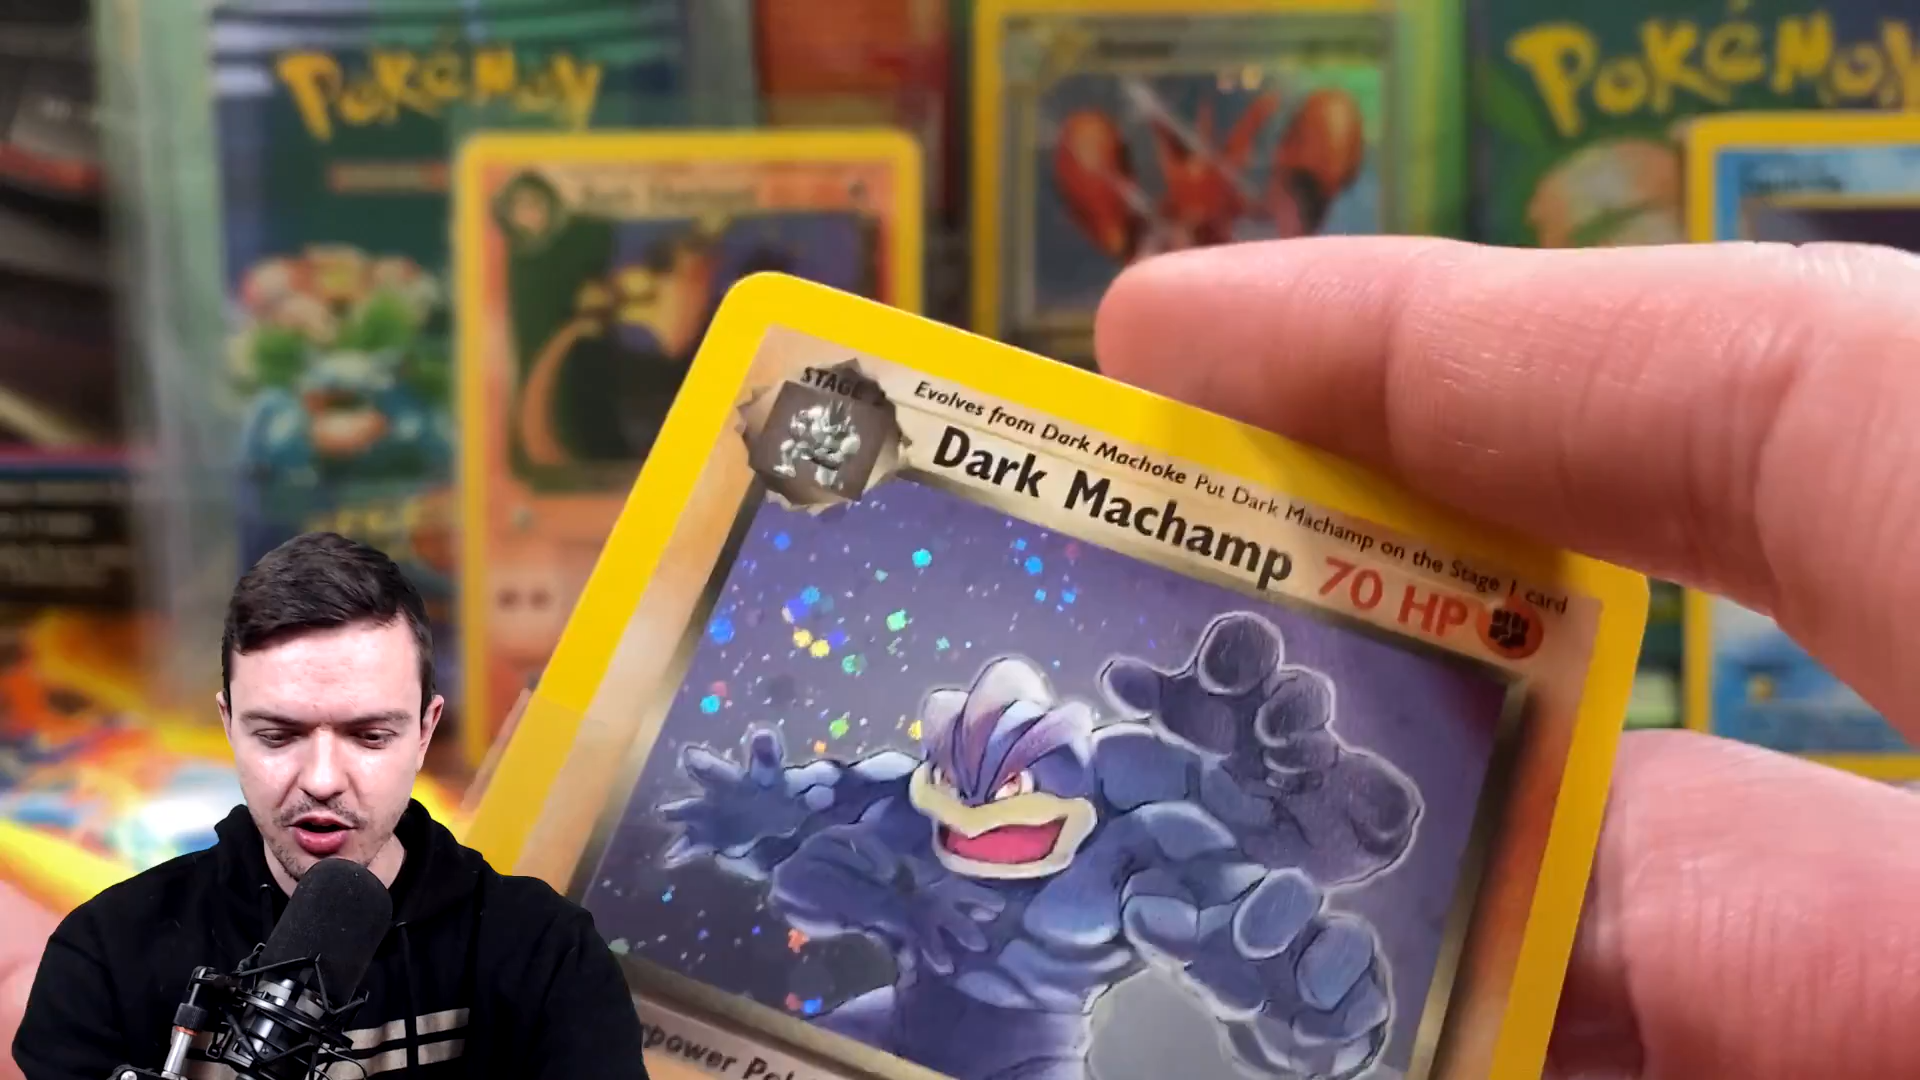 POKéMON
POKéMON
STAGE 2
Evolves from Dark Machoke Put Dark Machamp on the Stage 1 card
Dark Machamp 70 HP